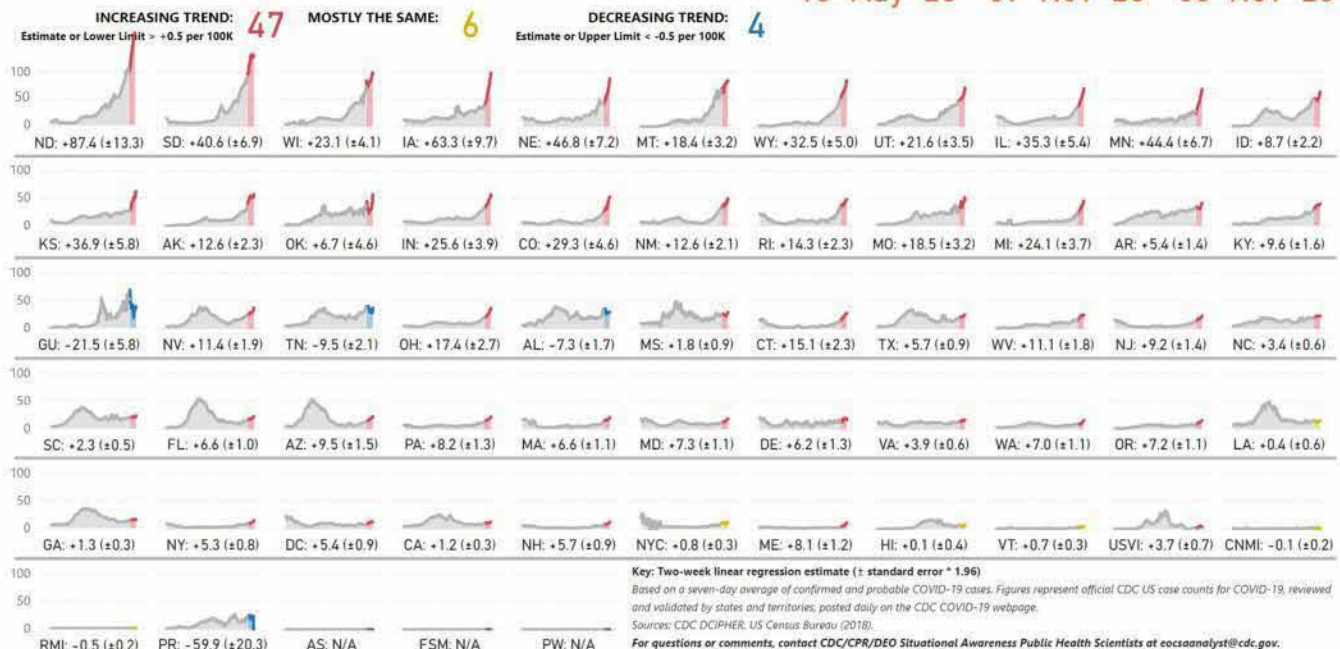 INCREASING TREND: 47 MOSTLY THE SAME: 6 DECREASING TREND: 4
Estimate or Lower Limit > +0.5 per 100K Estimate or Upper Limit < -0.5 per 100K
100
50
0
ND: +87.4 (±13.3) SD: +40.6 (±6.9) WI: +23.1 (±4.1) IA: +63.3 (±9.7) NE: +46.8 (±7.2) MT: +18.4 (±3.2) WY: +32.5 (±5.0) UT: +21.6 (±3.5) IL: +35.3 (±5.4) MN: +44.4 (±6.7) ID: +8.7 (±2.2)
100
50
0
KS: +36.9 (±5.8) AK: +12.6 (±2.3) OK: +6.7 (±4.6) IN: +25.6 (±3.9) CO: +29.3 (±4.6) NM: +12.6 (±2.1) RI: +14.3 (±2.3) MO: +18.5 (±3.2) MI: +24.1 (±3.7) AR: +5.4 (±1.4) KY: +9.6 (±1.6)
100
50
0
GU: -21.5 (±5.8) NV: +11.4 (±1.9) TN: -9.5 (±2.1) OH: +17.4 (±2.7) AL: -7.3 (±1.7) MS: +1.8 (±0.9) CT: +15.1 (±2.3) TX: +5.7 (±0.9) WV: +11.1 (±1.8) NJ: +9.2 (±1.4) NC: +3.4 (±0.6)
100
50
0
SC: +2.3 (±0.5) FL: +6.6 (±1.0) AZ: +9.5 (±1.5) PA: +8.2 (±1.3) MA: +6.6 (±1.1) MD: +7.3 (±1.1) DE: +6.2 (±1.3) VA: +3.9 (±0.6) WA: +7.0 (±1.1) OR: +7.2 (±1.1) LA: +0.4 (±0.6)
100
50
0
GA: +1.3 (±0.3) NY: +5.3 (±0.8) DC: +5.4 (±0.9) CA: +1.2 (±0.3) NH: +5.7 (±0.9) NYC: +0.8 (±0.3) ME: +8.1 (±1.2) HI: +0.1 (±0.4) VT: +0.7 (±0.3) USVI: +3.7 (±0.7) CNMI: -0.1 (±0.2)
100
50
0
RMI: -0.5 (±0.2) PR: -59.9 (±20.3) AS: N/A FSM: N/A PW: N/A
Key: Two-week linear regression estimate (± standard error * 1.96)
Based on a seven-day average of confirmed and probable COVID-19 cases. Figures represent official CDC US case counts for COVID-19, reviewed
and validated by states and territories, posted daily on the CDC COVID-19 webpage.
Sources: CDC DCIPHER, US Census Bureau (2018).
For questions or comments, contact CDC/CPR/DEO Situational Awareness Public Health Scientists at eocsaanalyst@cdc.gov.